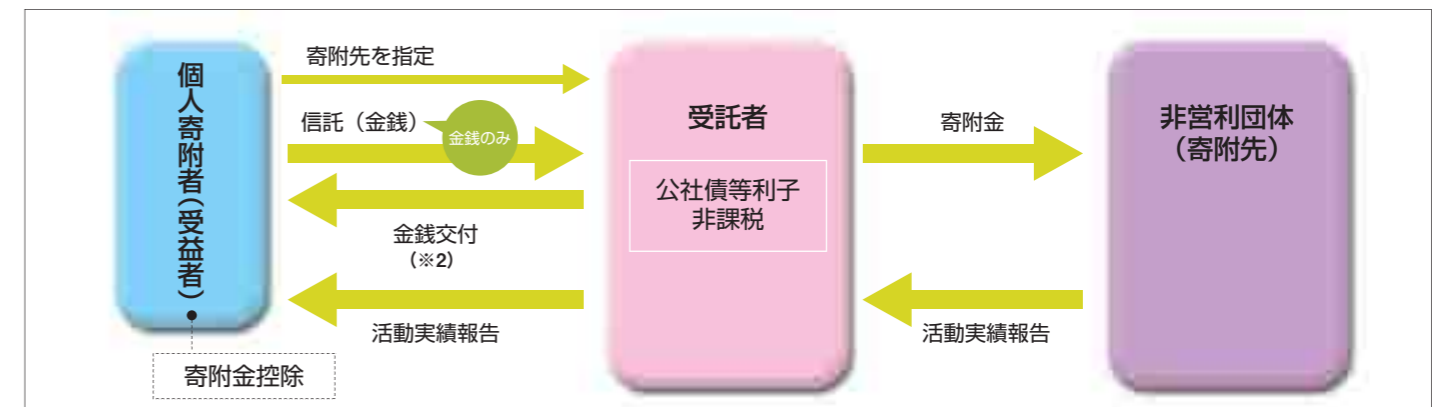 個人寄附者(受益者)
寄附先を指定
信託(金銭)
金銭のみ
金銭交付
(※2)
活動実績報告
寄附金控除
受託者
公社債等利子
非課税
寄附金
活動実績報告
非営利団体
(寄附先)